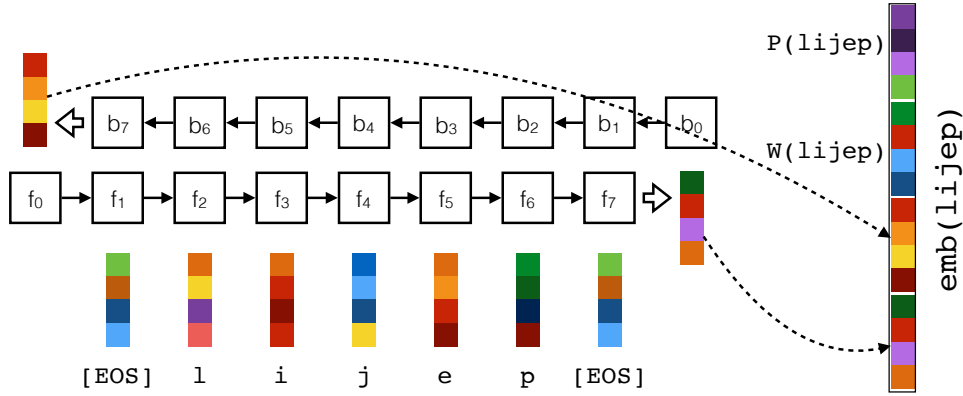 P(lijep)
b₇ b₆ b₅ b₄ b₃ b₂ b₁ b₀
W(lijep)
f₀ f₁ f₂ f₃ f₄ f₅ f₆ f₇
emb(lijep)
[EOS] l i j e p [EOS]